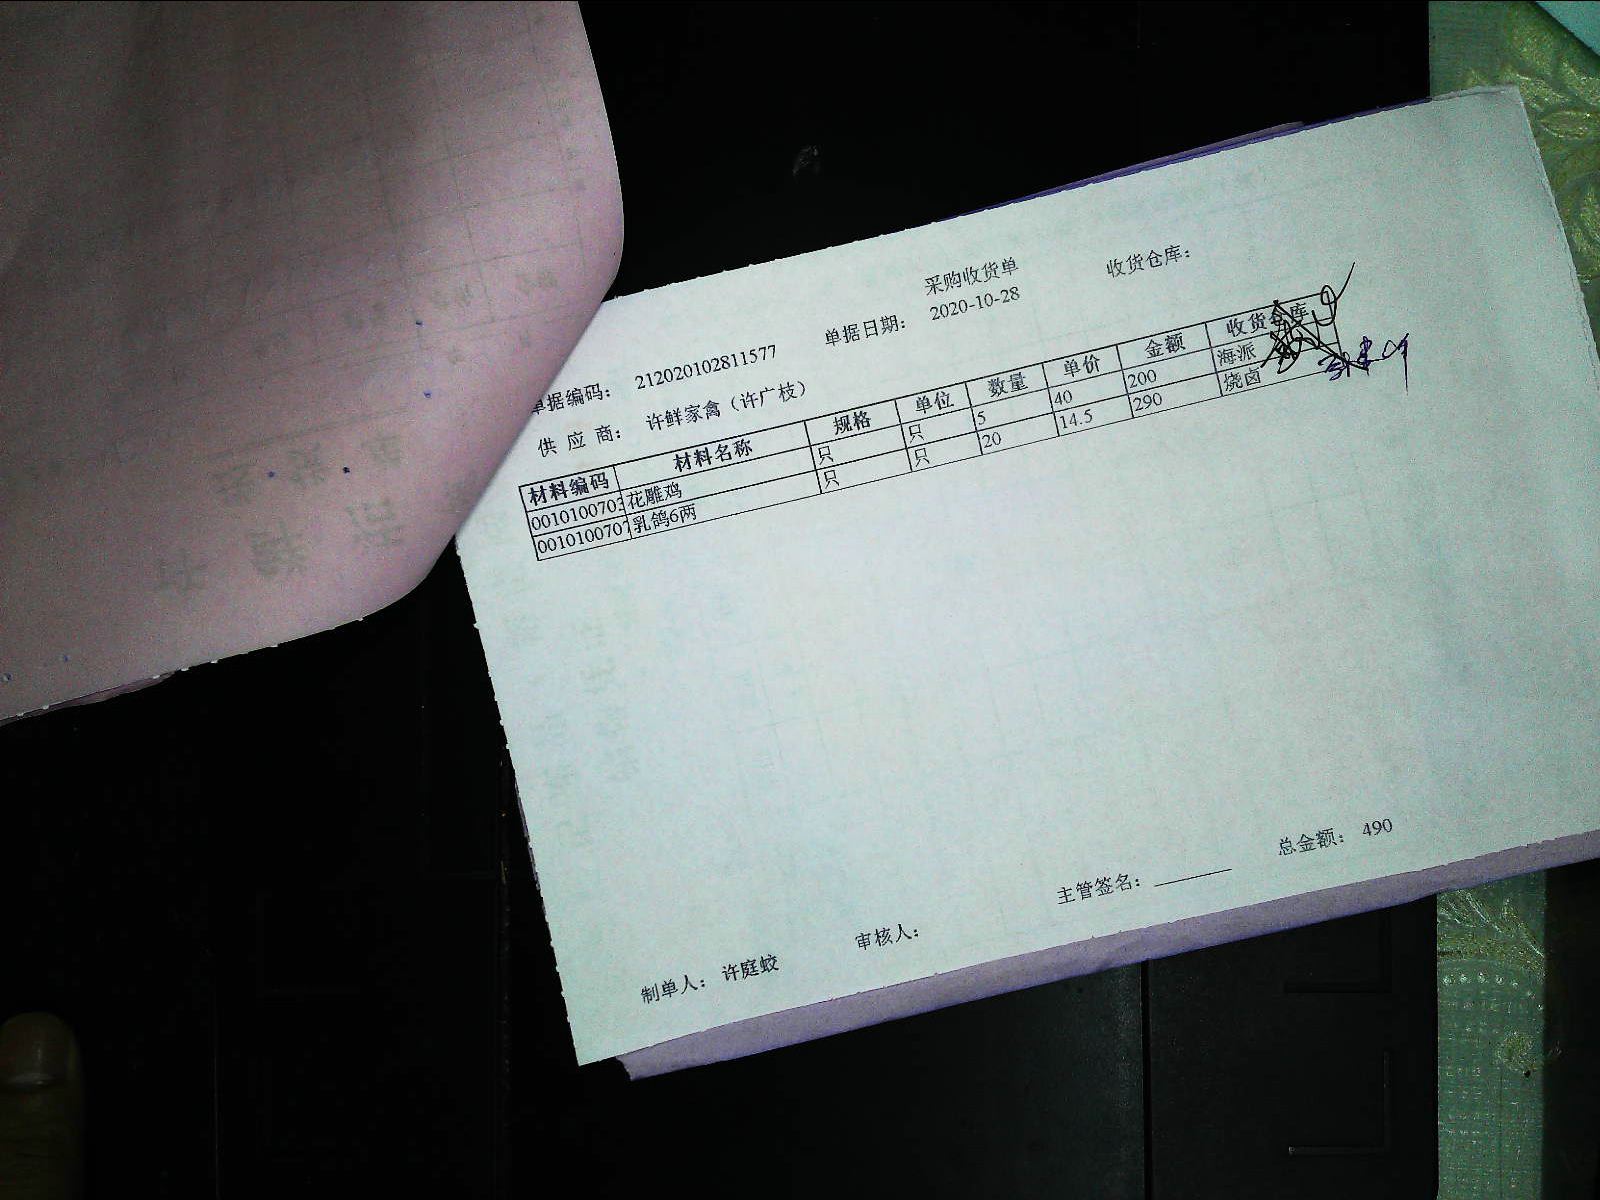 采购收货单
单据编码： 212020102811577 单据日期： 2020-10-28 收货仓库：
供 应 商： 许鲜家禽（许广枝）
材料编码 材料名称 规格 单位 数量 单价 金额 收货仓库
0010100703 花雕鸡 只 只 5 40 200 海派
0010100707 乳鸽6两 只 只 20 14.5 290 烧卤
制单人： 许庭蛟 审核人： 主管签名： 总金额： 490